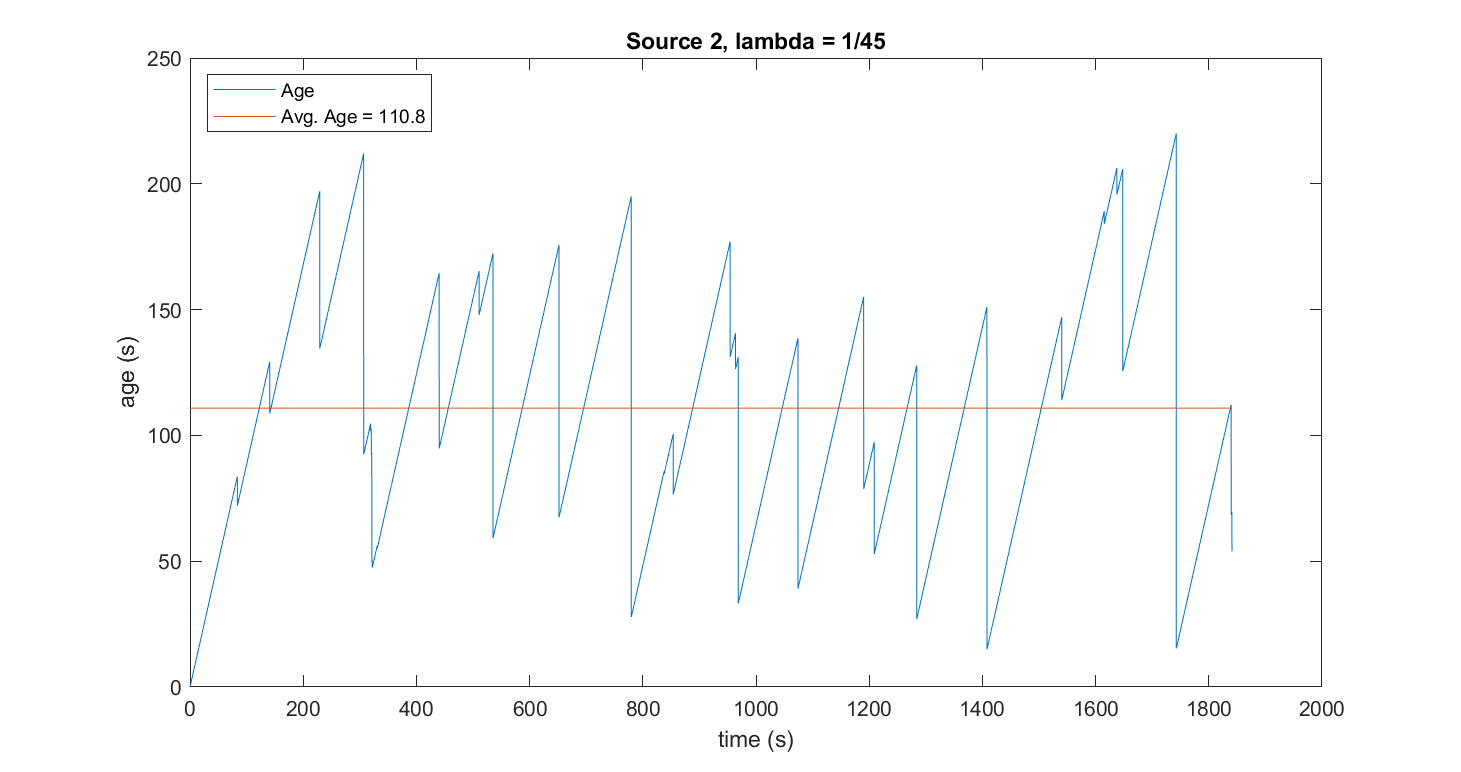 Source 2, lambda = 1/45
250
200
150
100
50
0
age (s)
Age
Avg. Age = 110.8
0 200 400 600 800 1000 1200 1400 1600 1800 2000
time (s)